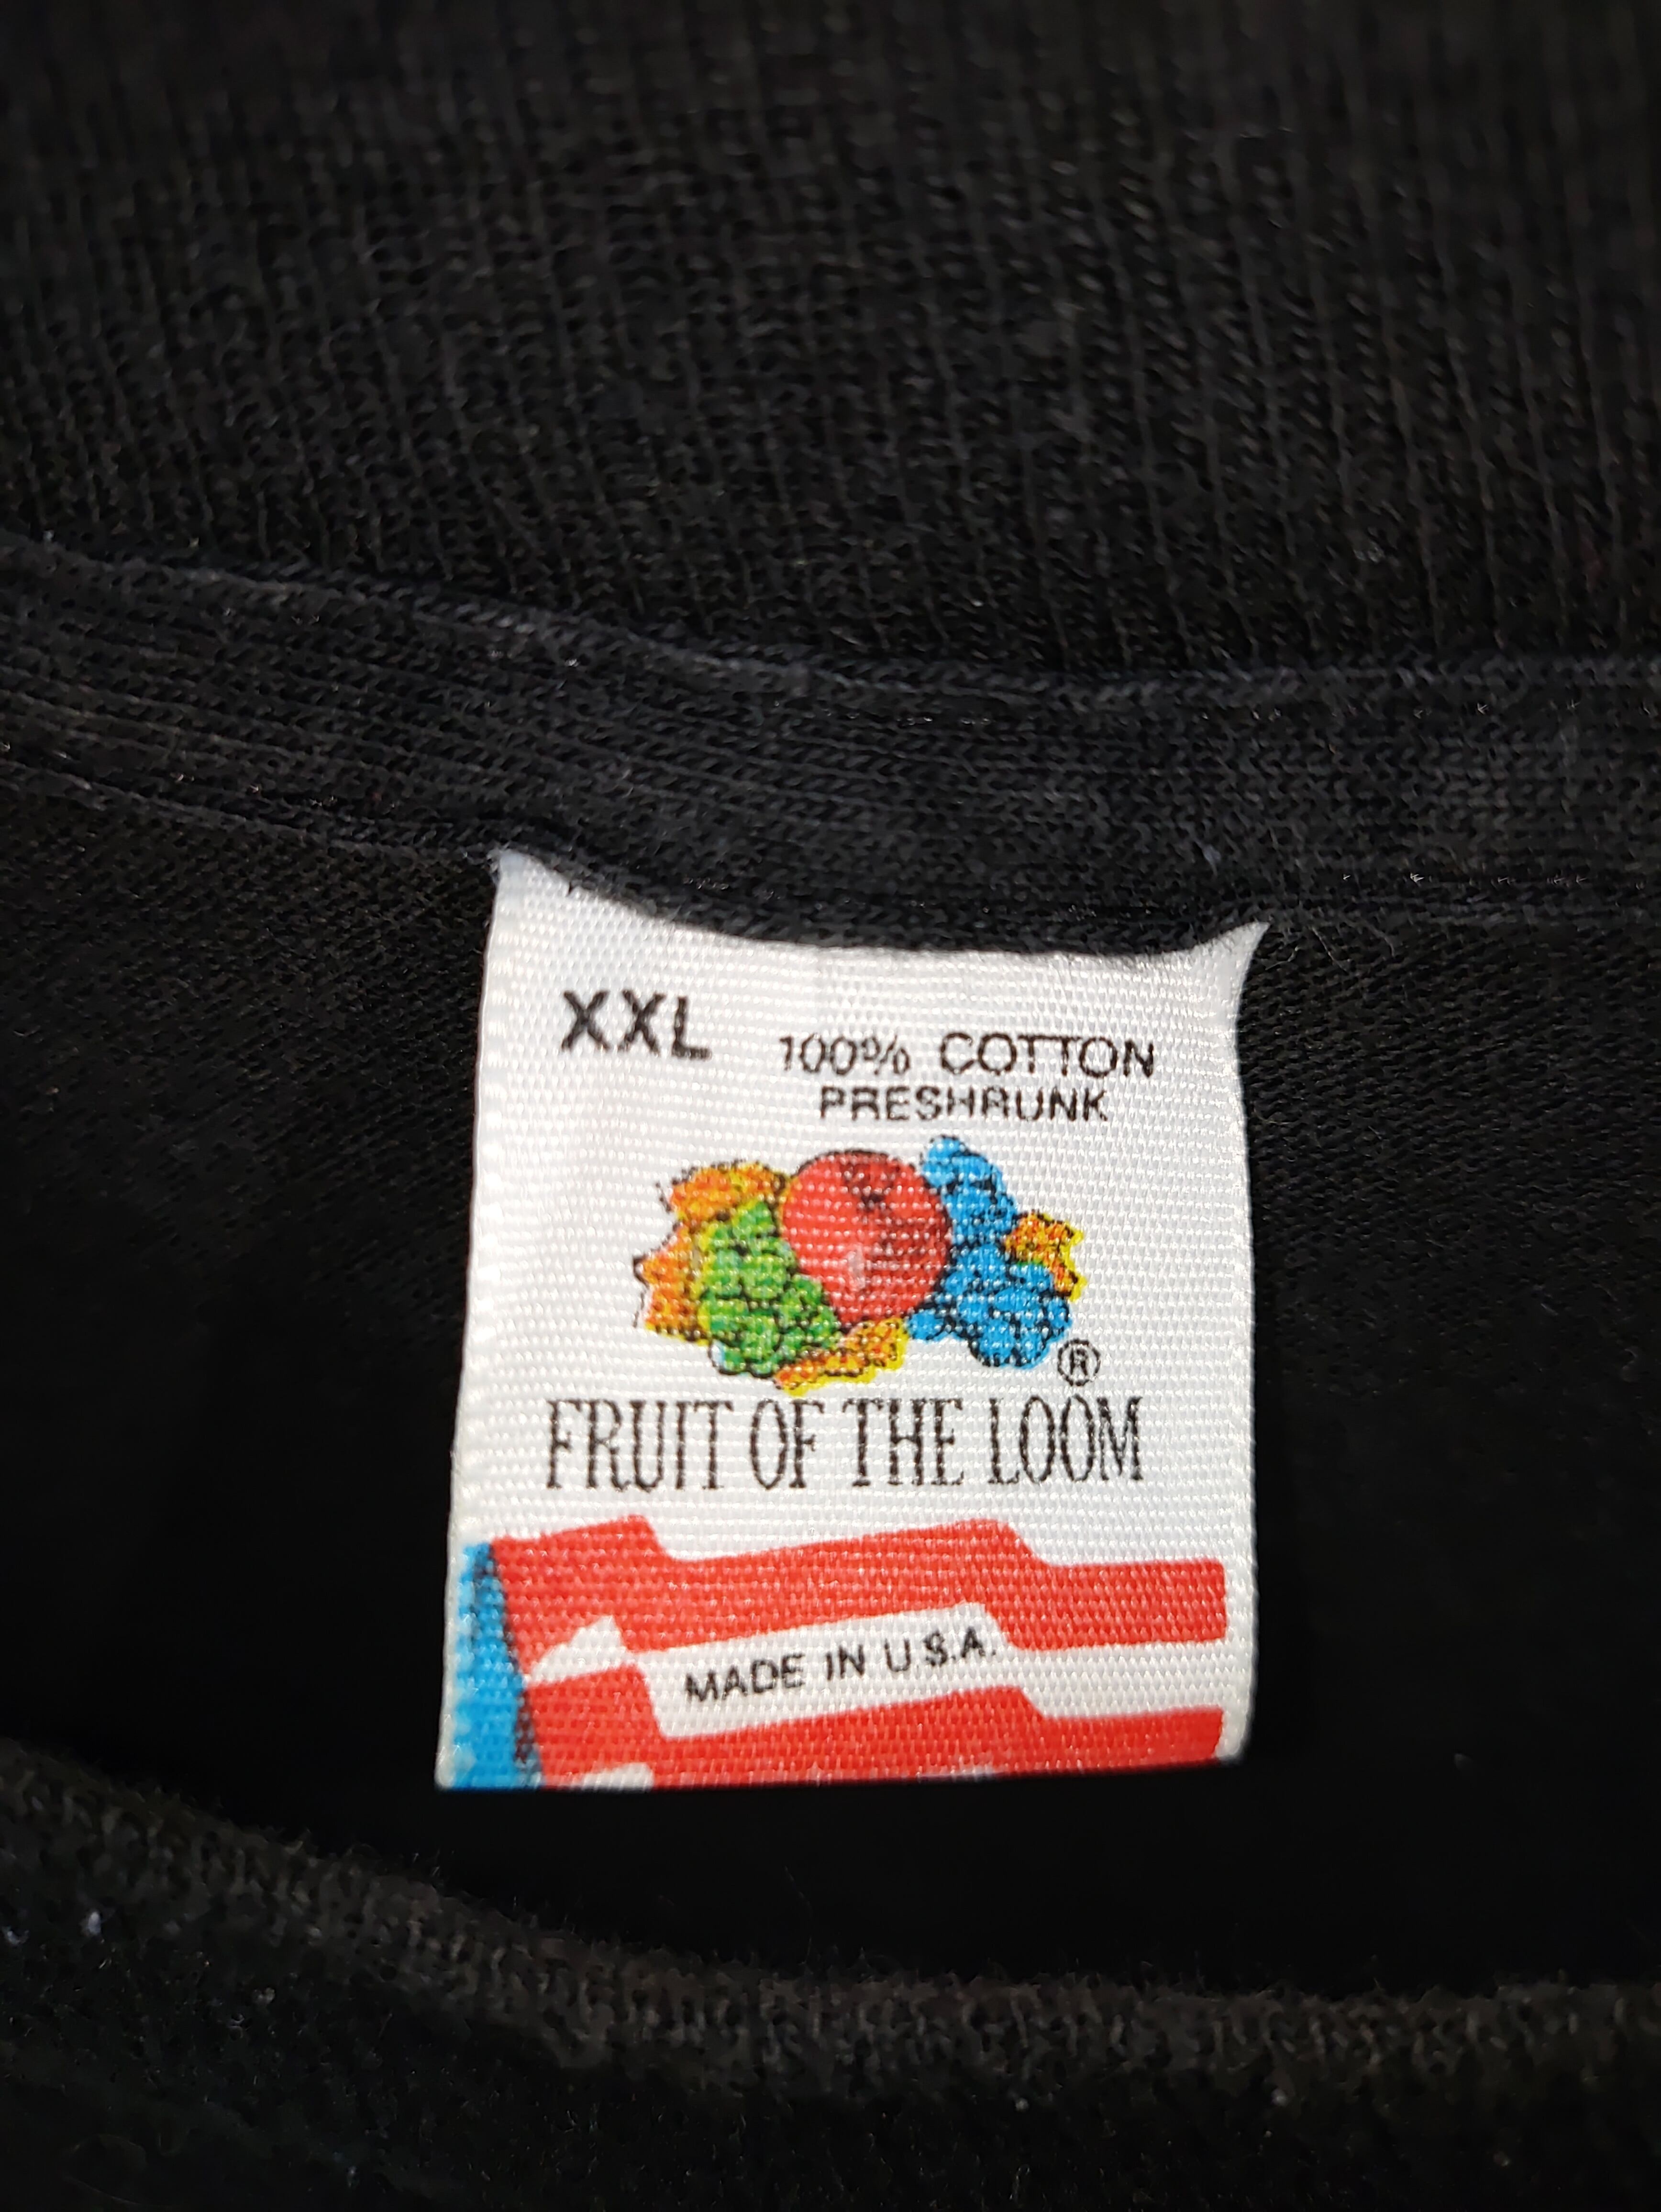 XXL
100% COTTON
PRESHRUNK
®
FRUIT OF THE LOOM
MADE IN U.S.A.